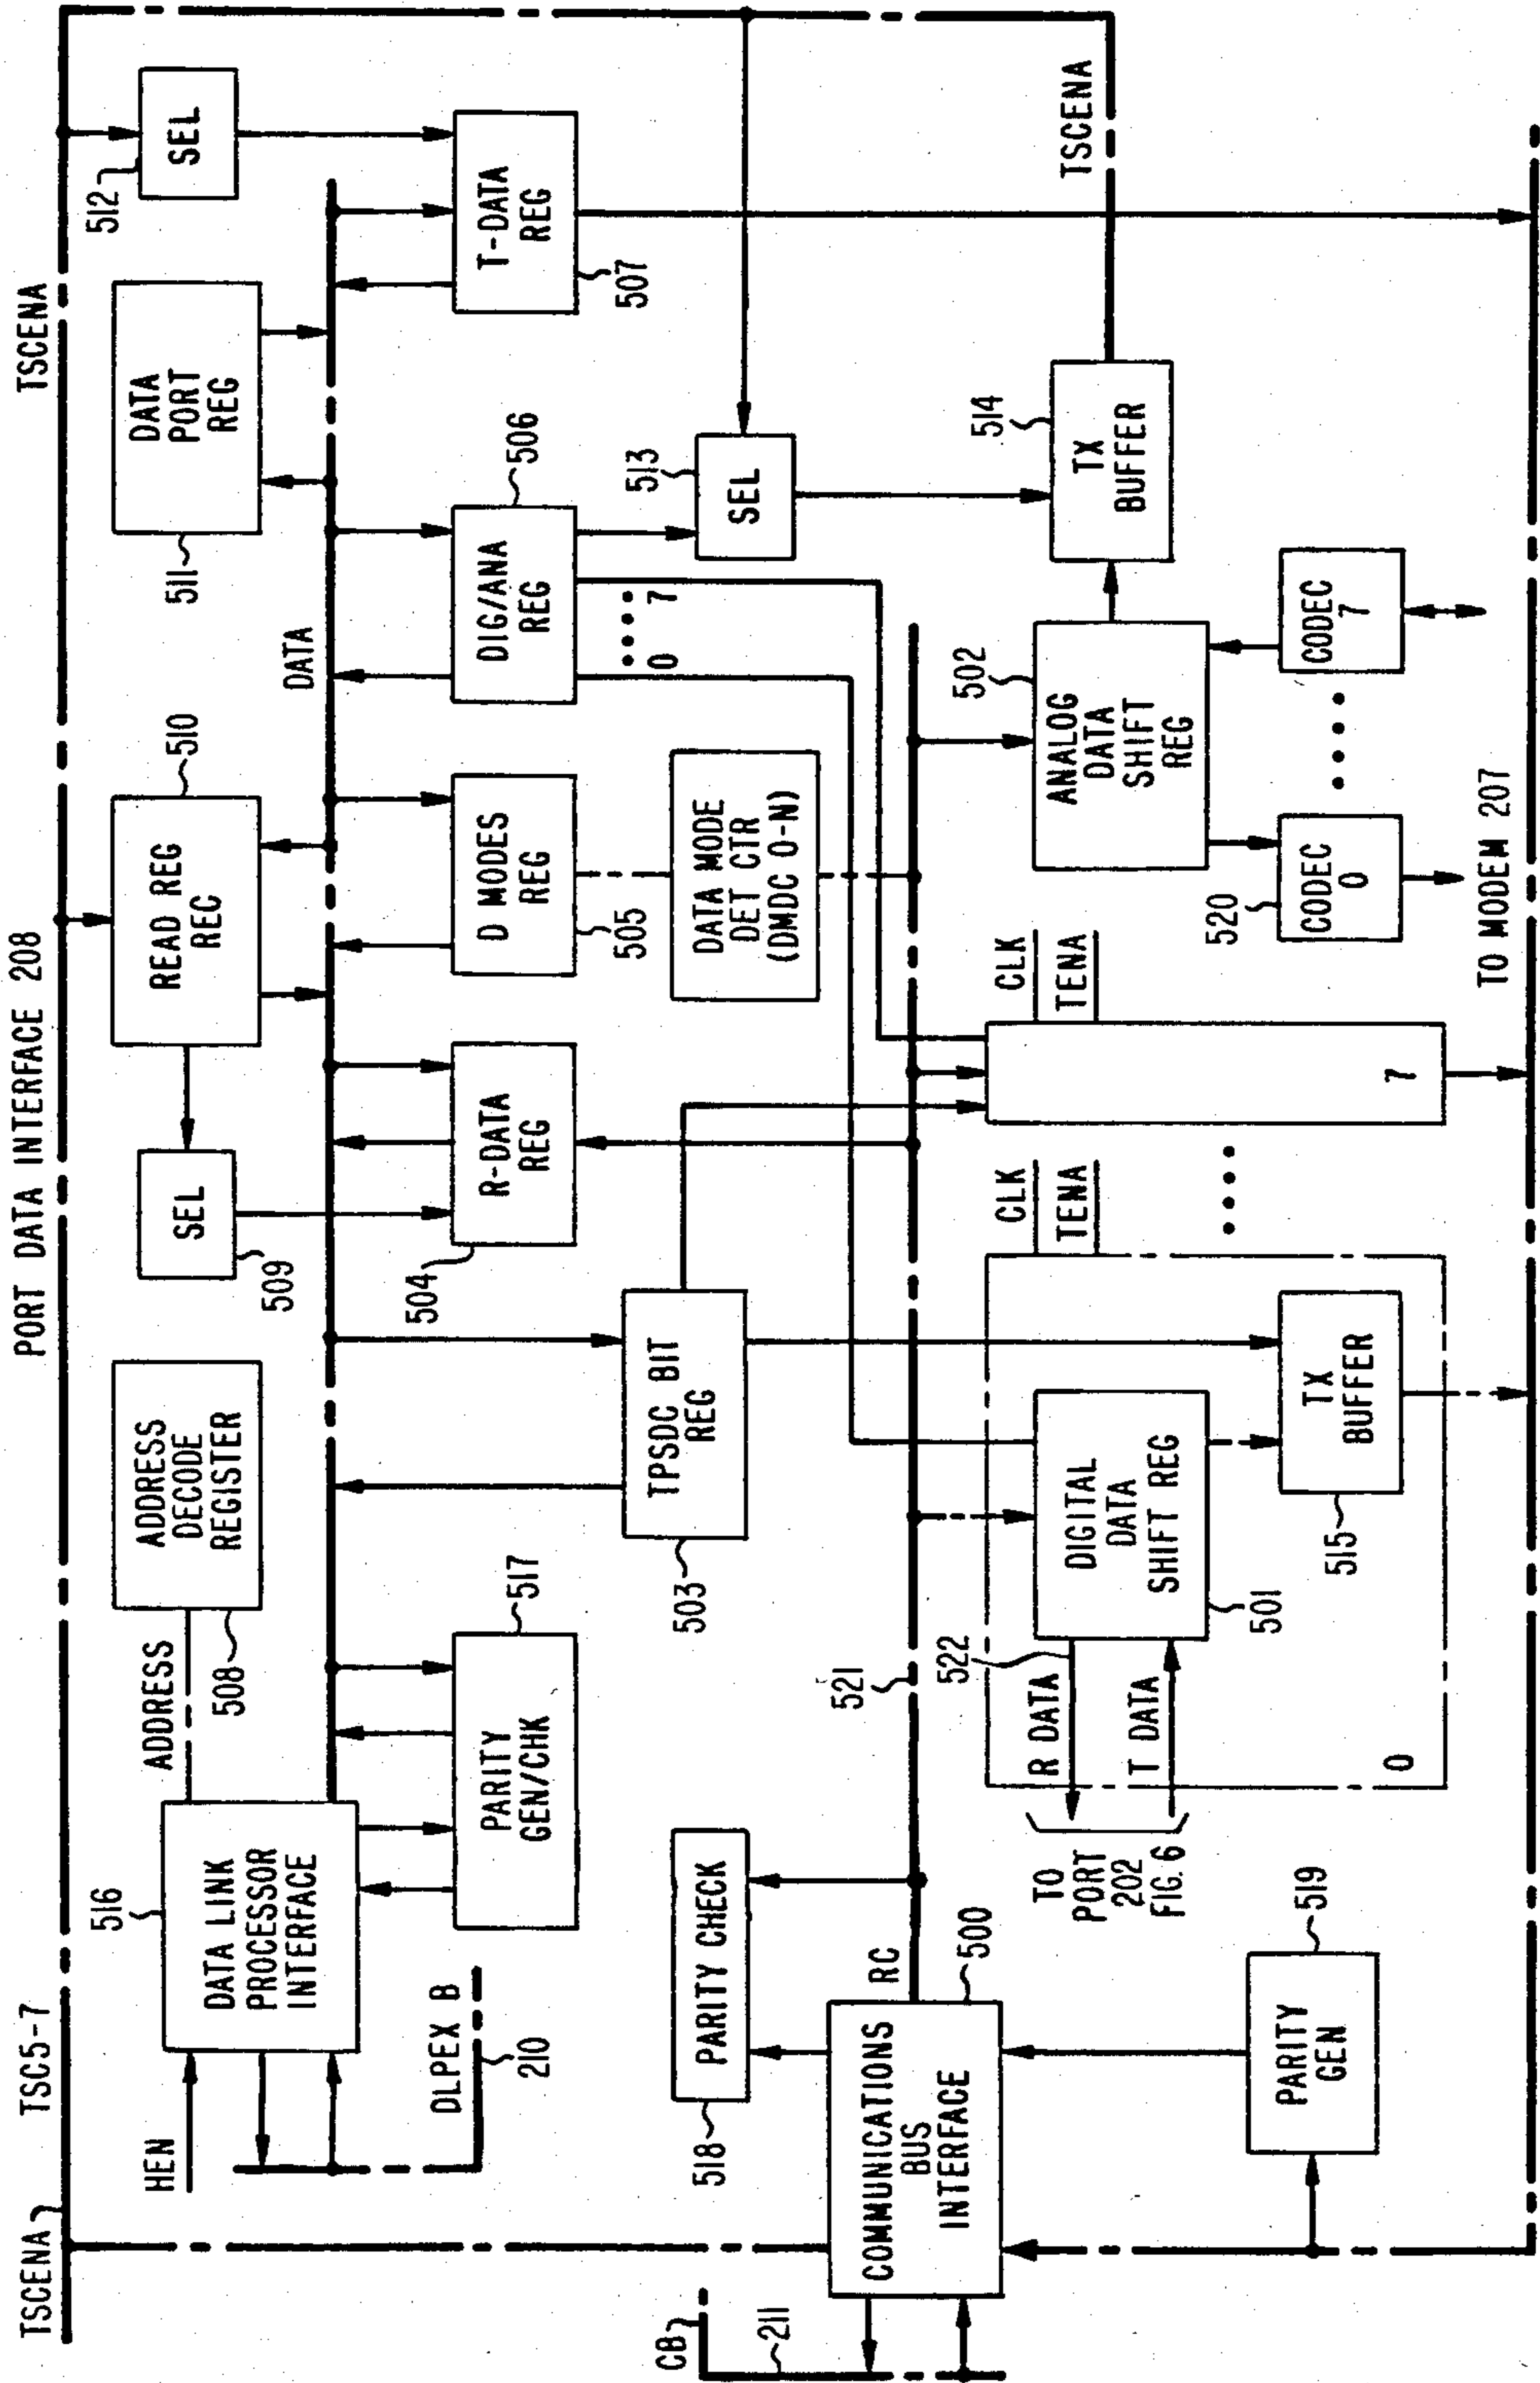 PORT DATA INTERFACE 208
TSCENA
TSC5-7
TSCENA
HEN
516
DATA LINK
PROCESSOR
INTERFACE
ADDRESS
508
ADDRESS
DECODE
REGISTER
509
SEL
510
READ REG
REC
511
DATA
PORT
REG
512
SEL
DATA
DLPEX B
210
517
PARITY
GEN/CHK
503
TPSDC BIT
REG
504
R-DATA
REG
505
D MODES
REG
DATA MODE
DET CTR
(DMDC 0-N)
506
DIG/ANA
REG
0
7
513
SEL
507
T-DATA
REG
CB
211
518
PARITY CHECK
COMMUNICATIONS
BUS
INTERFACE
RC
500
521
522
R DATA
T DATA
TO
PORT
202
FIG. 6
DIGITAL
DATA
SHIFT REG
501
515
TX
BUFFER
0
CLK
TENA
7
CLK
TENA
502
ANALOG
DATA
SHIFT
REG
514
TX
BUFFER
TSCENA
520
CODEC
0
CODEC
7
519
PARITY
GEN
TO MODEM 207